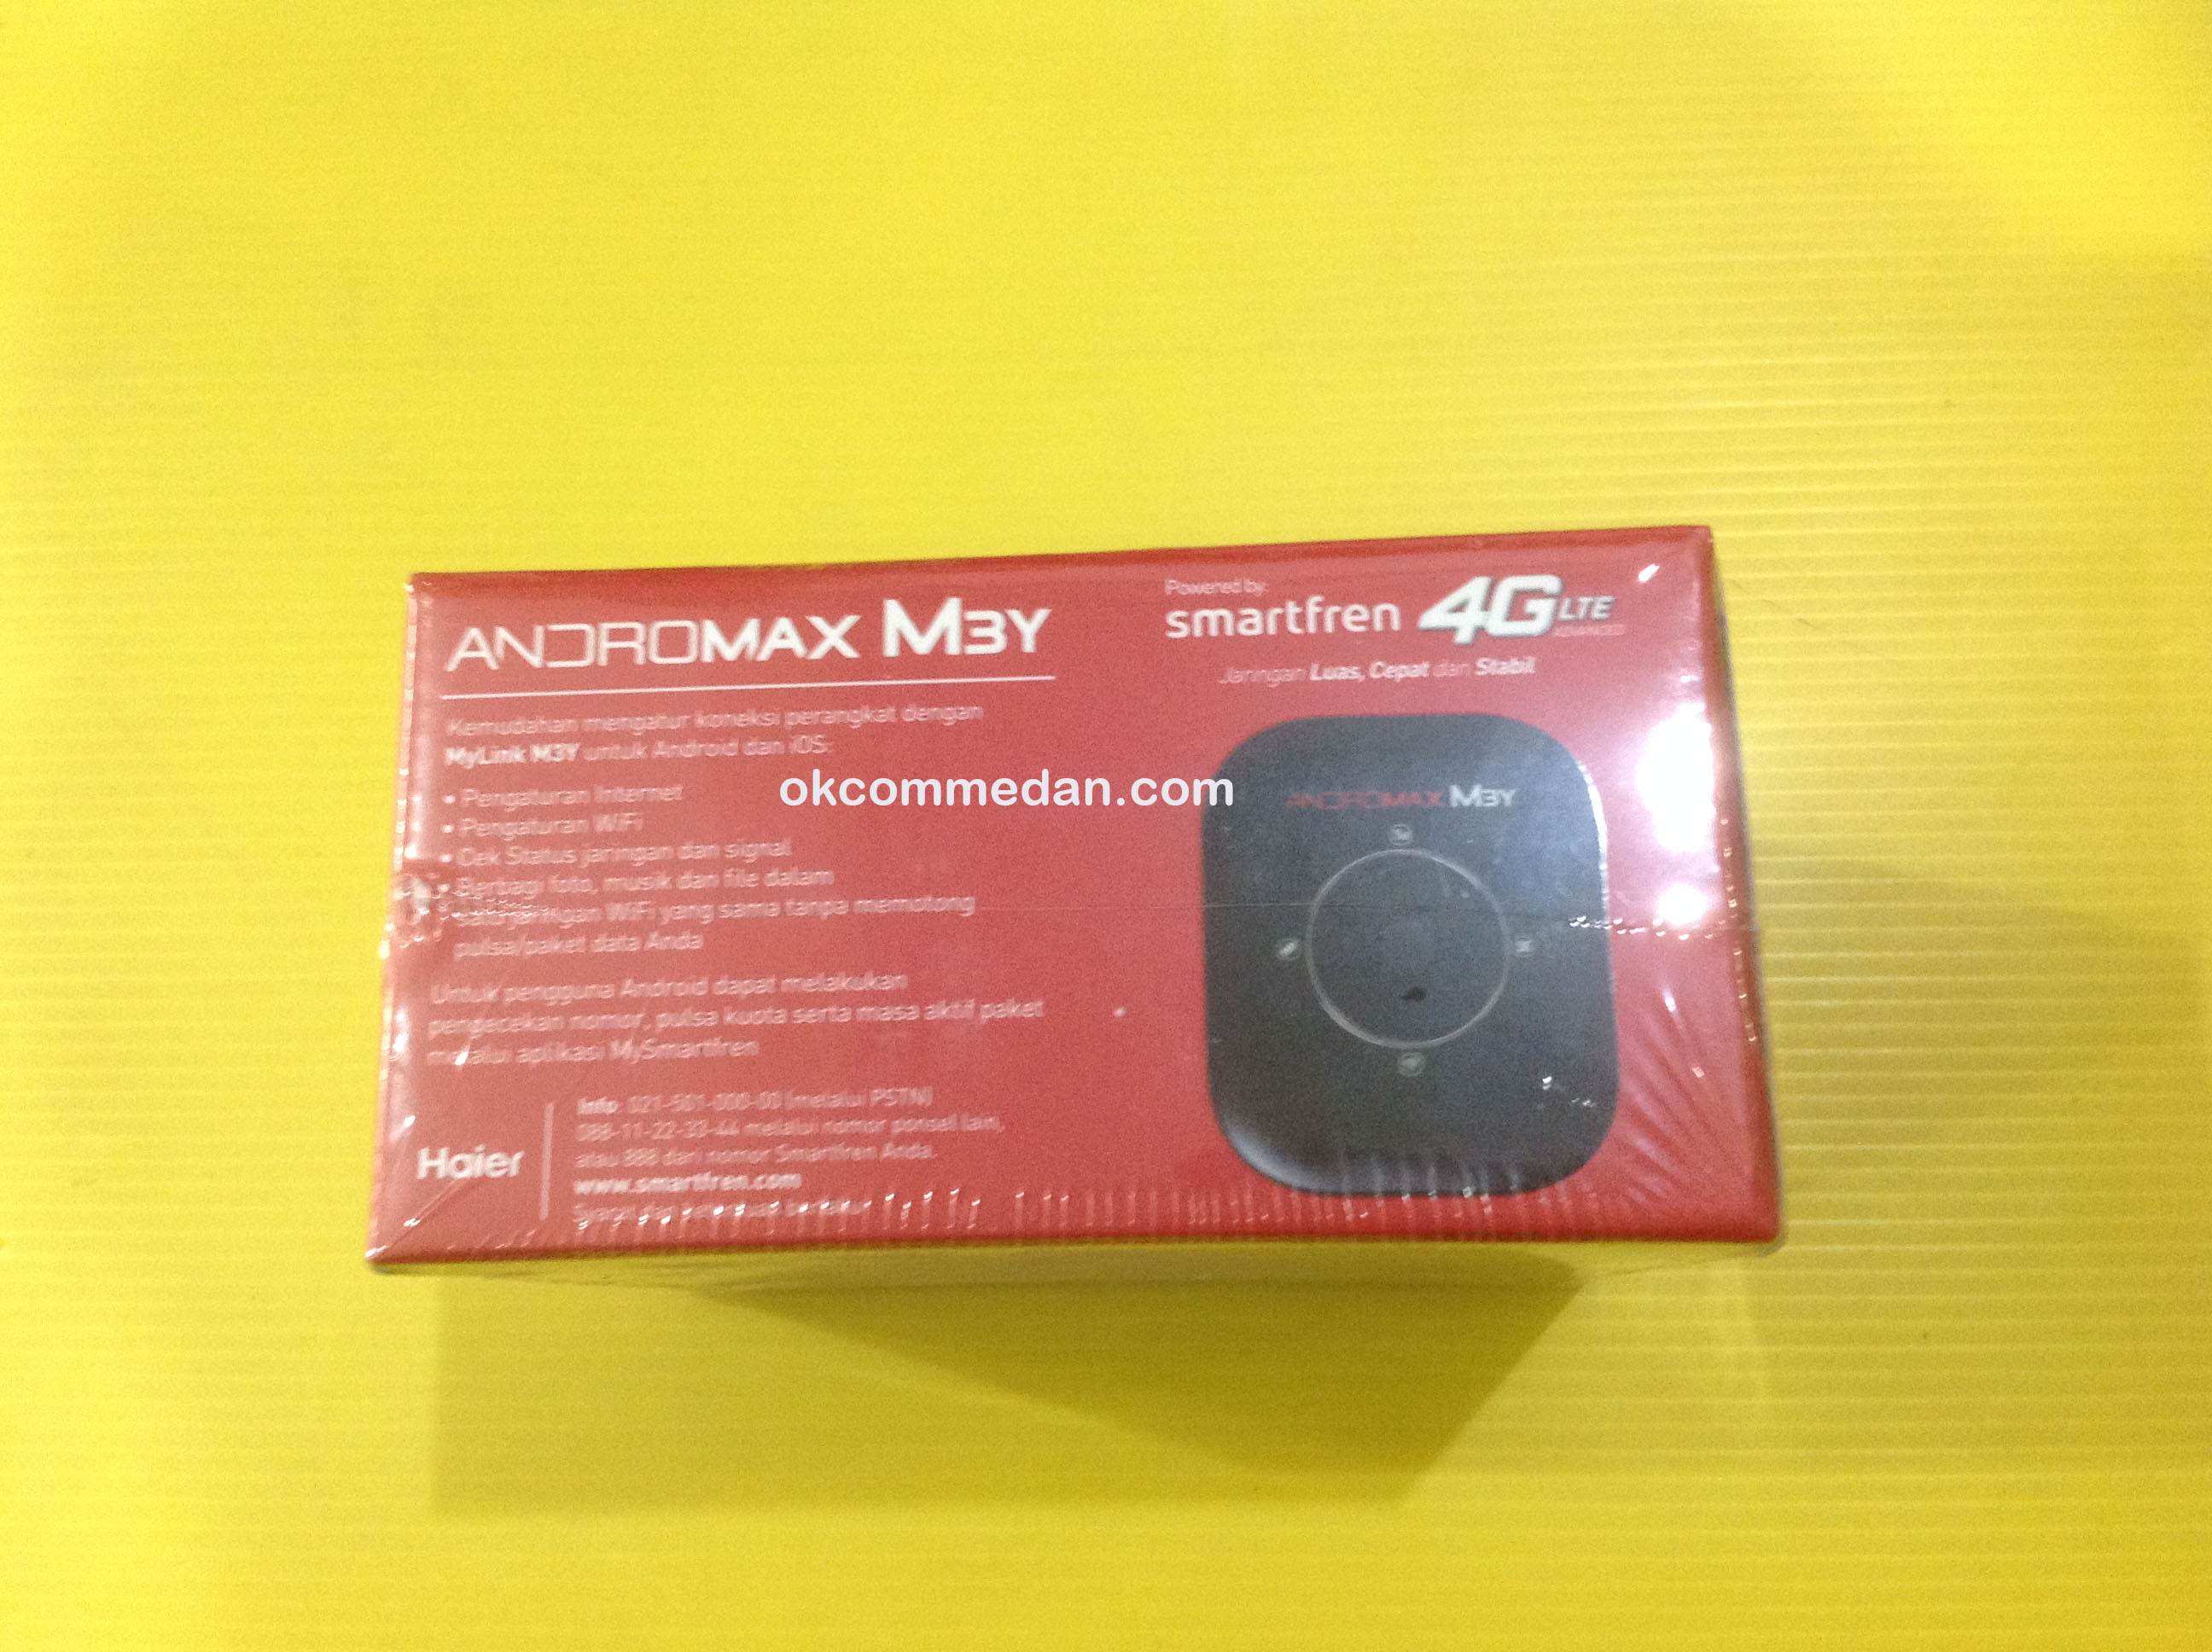 ANDROMAX M3Y
Kemudahan mengatur koneksi perangkat dengan
MyLink M3Y untuk Android dan iOS:
• Pengaturan Internet
• Pengaturan WiFi
• Cek Status jaringan dan signal
• Berbagi foto, musik dan file dalam
satu jaringan WiFi yang sama tanpa memotong
pulsa/paket data Anda
Untuk pengguna Android dapat melakukan
pengecekan nomor, pulsa kuota serta masa aktif paket
melalui aplikasi MySmartfren
Haier
Info: 021-501-000-00 (melalui PSTN)
088-11-22-33-44 melalui nomor ponsel lain,
atau 888 dari nomor Smartfren Anda.
www.smartfren.com
Syarat dan ketentuan berlaku
Powered by:
smartfren 4G LTE ADVANCED
Jaringan Luas, Cepat dan Stabil
ANDROMAX M3Y
okcommedan.com